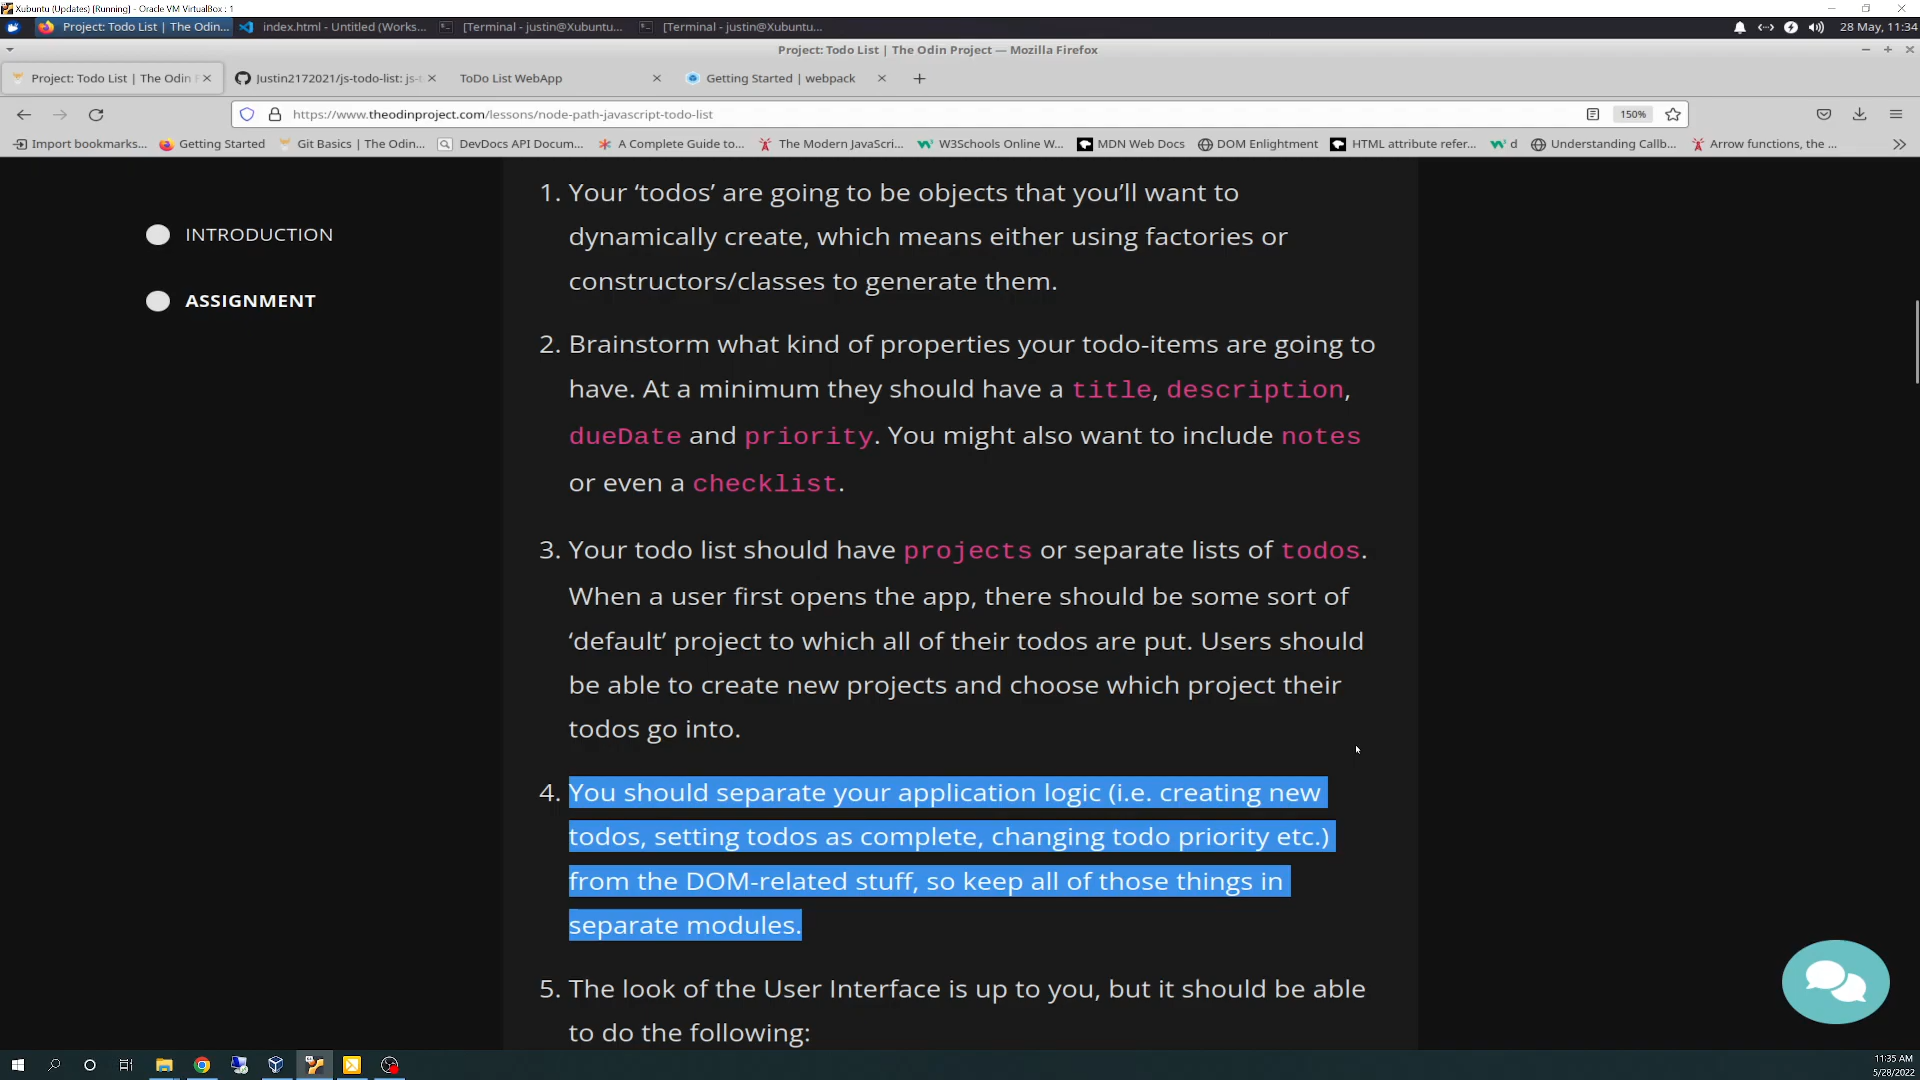 Xubuntu (Updates) [Running] - Oracle VM VirtualBox : 1
Project: Todo List | The Odin... index.html - Untitled (Works... [Terminal - justin@Xubuntu... [Terminal - justin@Xubuntu... 28 May, 11:34
Project: Todo List | The Odin Project — Mozilla Firefox
Project: Todo List | The Odin P Justin2172021/js-todo-list: js-t ToDo List WebApp Getting Started | webpack
https://www.theodinproject.com/lessons/node-path-javascript-todo-list 150%
Import bookmarks... Getting Started Git Basics | The Odin... DevDocs API Docum... A Complete Guide to... The Modern JavaScri... W3Schools Online W... MDN Web Docs DOM Enlightment HTML attribute refer... d Understanding Callb... Arrow functions, the ...
INTRODUCTION
ASSIGNMENT
1. Your ‘todos’ are going to be objects that you’ll want to
dynamically create, which means either using factories or
constructors/classes to generate them.
2. Brainstorm what kind of properties your todo-items are going to
have. At a minimum they should have a title, description,
dueDate and priority. You might also want to include notes
or even a checklist.
3. Your todo list should have projects or separate lists of todos.
When a user first opens the app, there should be some sort of
‘default’ project to which all of their todos are put. Users should
be able to create new projects and choose which project their
todos go into.
4. You should separate your application logic (i.e. creating new
todos, setting todos as complete, changing todo priority etc.)
from the DOM-related stuff, so keep all of those things in
separate modules.
5. The look of the User Interface is up to you, but it should be able
to do the following:
11:35 AM
5/28/2022